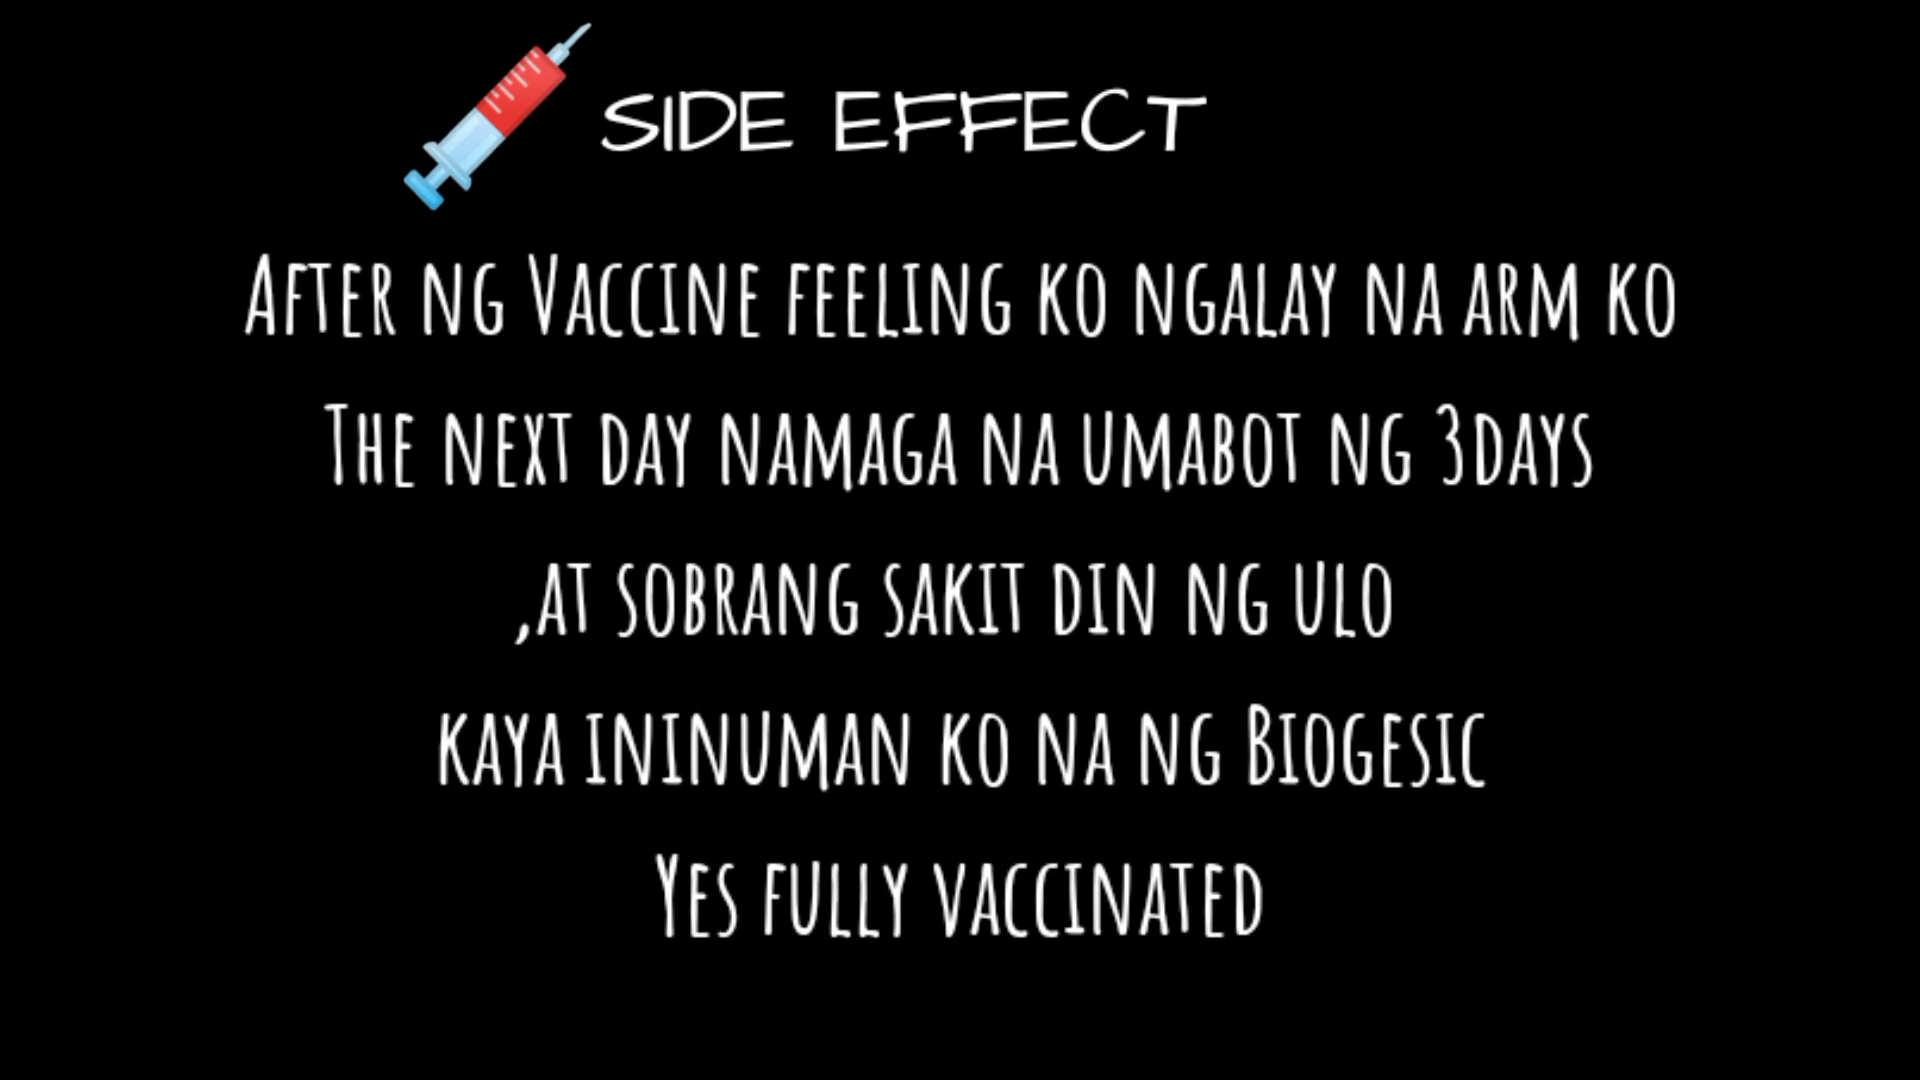 SIDE EFFECT
After ng Vaccine feeling ko ngalay na arm ko
The next day namaga na umabot ng 3days
,at sobrang sakit din ng ulo
kaya ininuman ko na ng Biogesic
Yes fully vaccinated